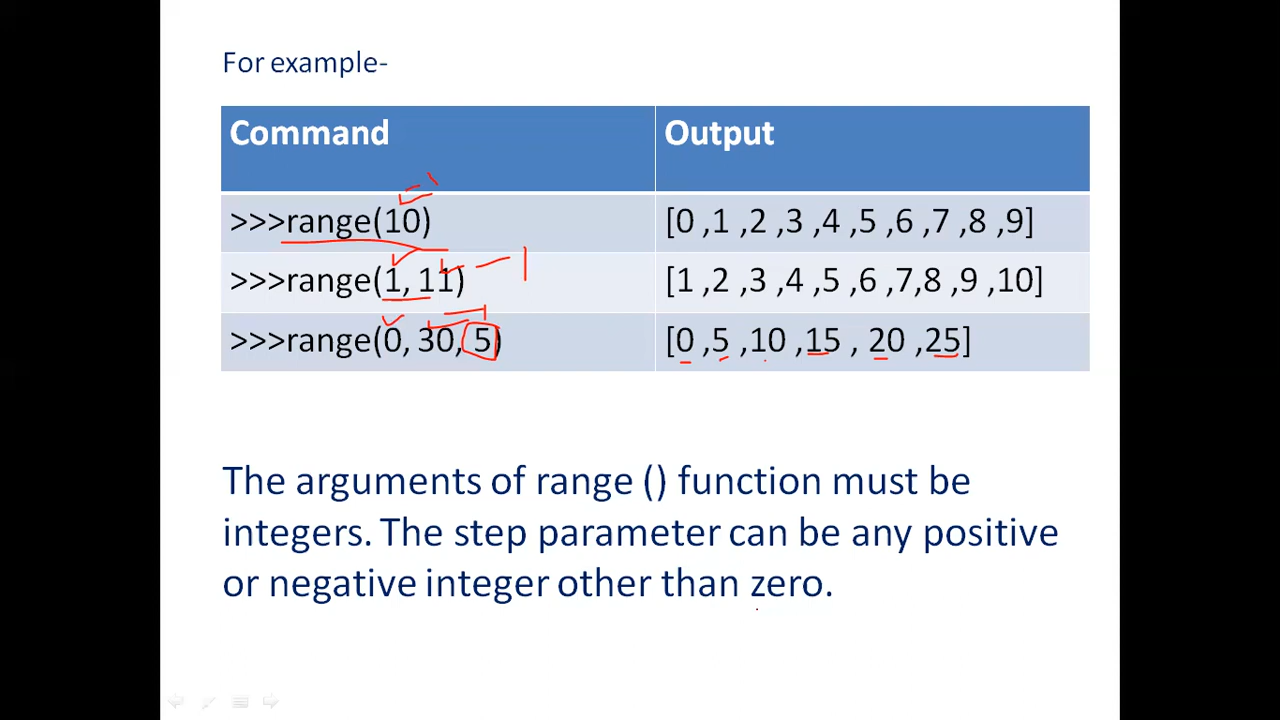 For example-
Command Output
>>>range(10) [0 ,1 ,2 ,3 ,4 ,5 ,6 ,7 ,8 ,9]
>>>range(1, 11) [1 ,2 ,3 ,4 ,5 ,6 ,7,8 ,9 ,10]
>>>range(0, 30, 5) [0 ,5 ,10 ,15 , 20 ,25]
The arguments of range () function must be
integers. The step parameter can be any positive
or negative integer other than zero.